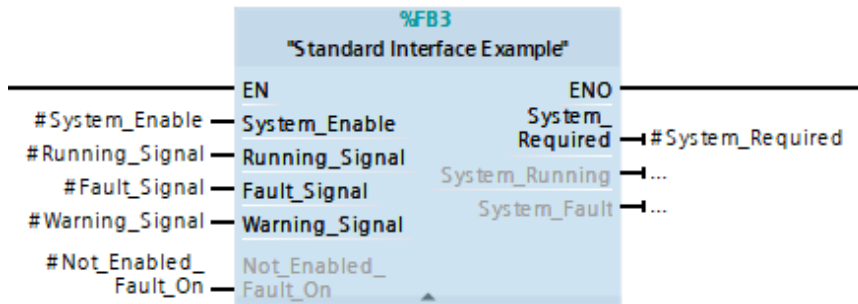 %FB3
"Standard Interface Example"
EN
ENO
#System_Enable
System_Enable
System_
Required
#System_Required
#Running_Signal
Running_Signal
System_Running
...
#Fault_Signal
Fault_Signal
System_Fault
...
#Warning_Signal
Warning_Signal
#Not_Enabled_
Fault_On
Not_Enabled_
Fault_On